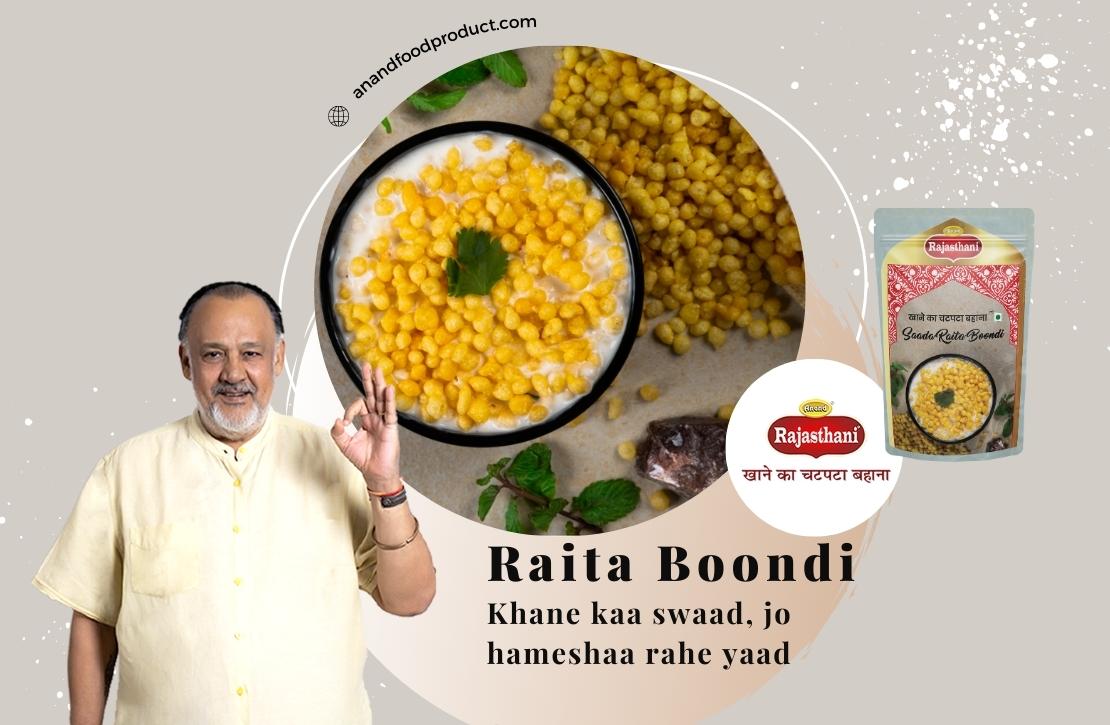 anandfoodproduct.com
Rajasthani
खाने का चटपटा बहाना
Saada Raita Boondi
Anand
Rajasthani
खाने का चटपटा बहाना
Raita Boondi
Khane kaa swaad, jo
hameshaa rahe yaad